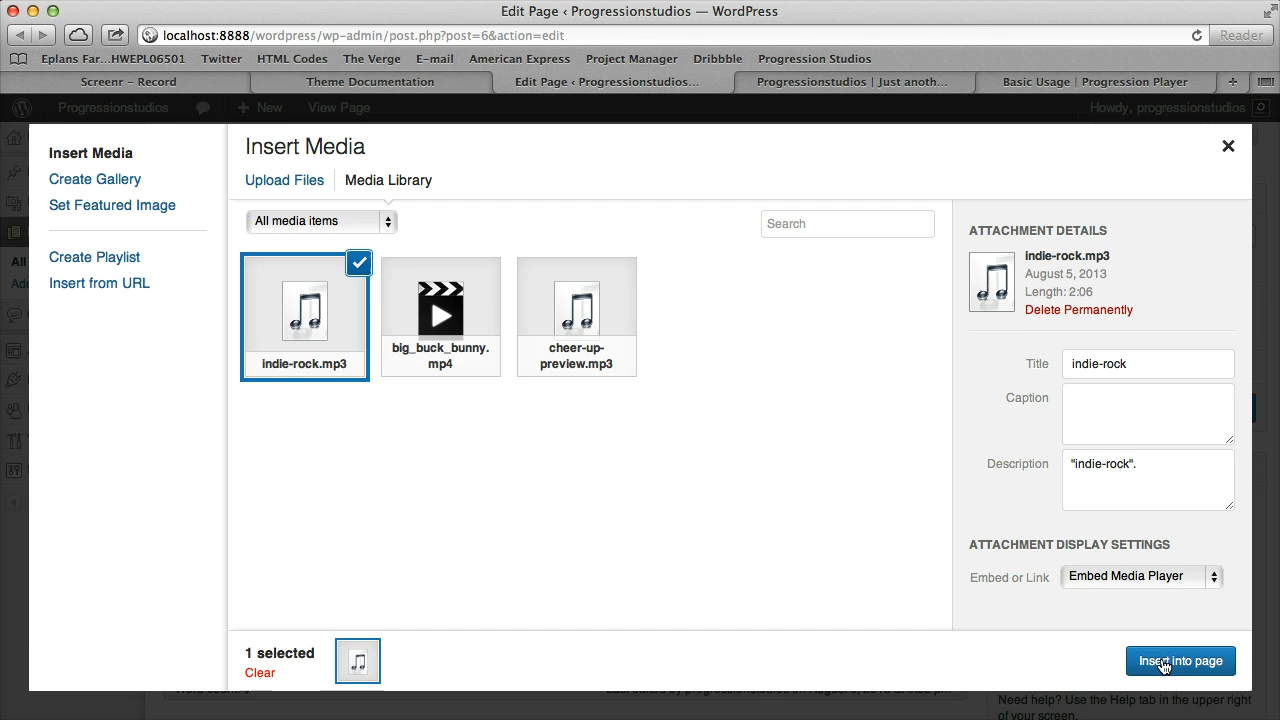 Edit Page ‹ Progressionstudios — WordPress
localhost:8888/wordpress/wp-admin/post.php?post=6&action=edit
Reader
Eplans Far...HWEPL06501 Twitter HTML Codes The Verge E-mail American Express Project Manager Dribbble Progression Studios
Screenr - Record Theme Documentation Edit Page ‹ Progressionstudios... Progressionstudios | Just anoth... Basic Usage | Progression Player
Progressionstudios + New View Page Howdy, progressionstudios
Insert Media
Create Gallery
Set Featured Image
Create Playlist
Insert from URL
All
Insert Media
Upload Files Media Library
All media items
Search
indie-rock.mp3
big_buck_bunny.
mp4
cheer-up-
preview.mp3
ATTACHMENT DETAILS
indie-rock.mp3
August 5, 2013
Length: 2:06
Delete Permanently
Title indie-rock
Caption
Description "indie-rock".
ATTACHMENT DISPLAY SETTINGS
Embed or Link Embed Media Player
1 selected
Clear
Insert into page
Need help? Use the Help tab in the upper right
of your screen.